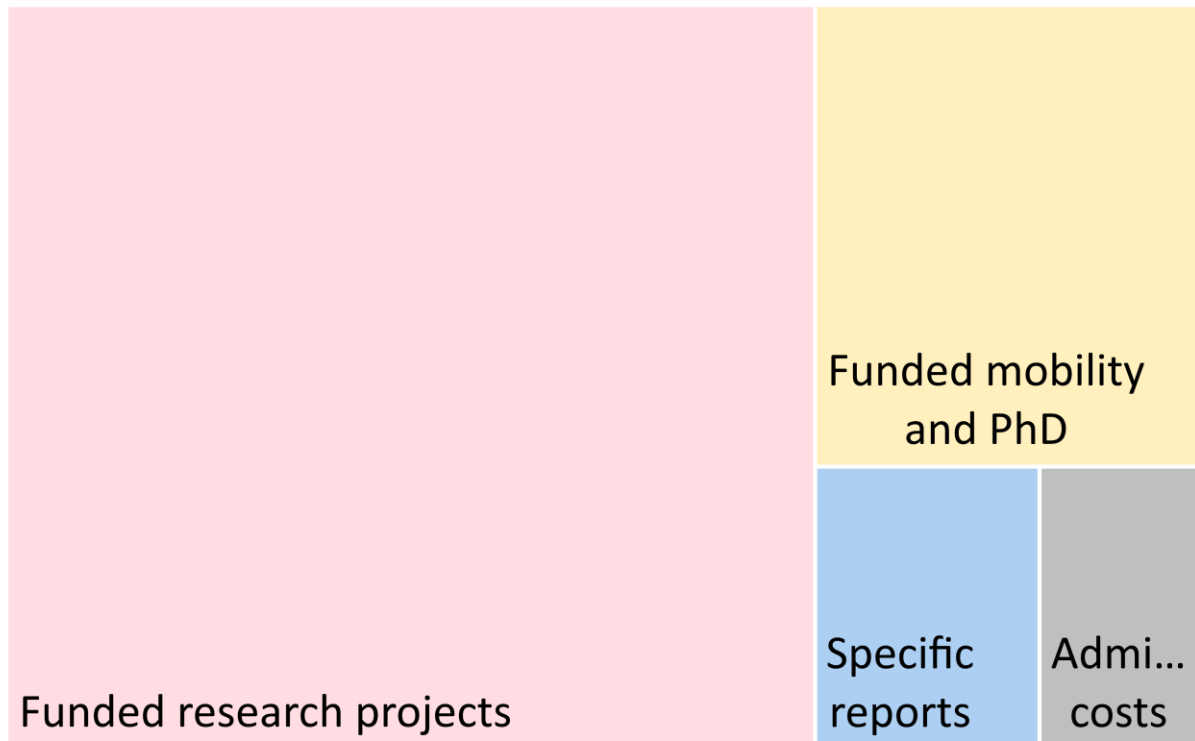 Funded research projects
Funded mobility
and PhD
Specific
reports
Admi...
costs